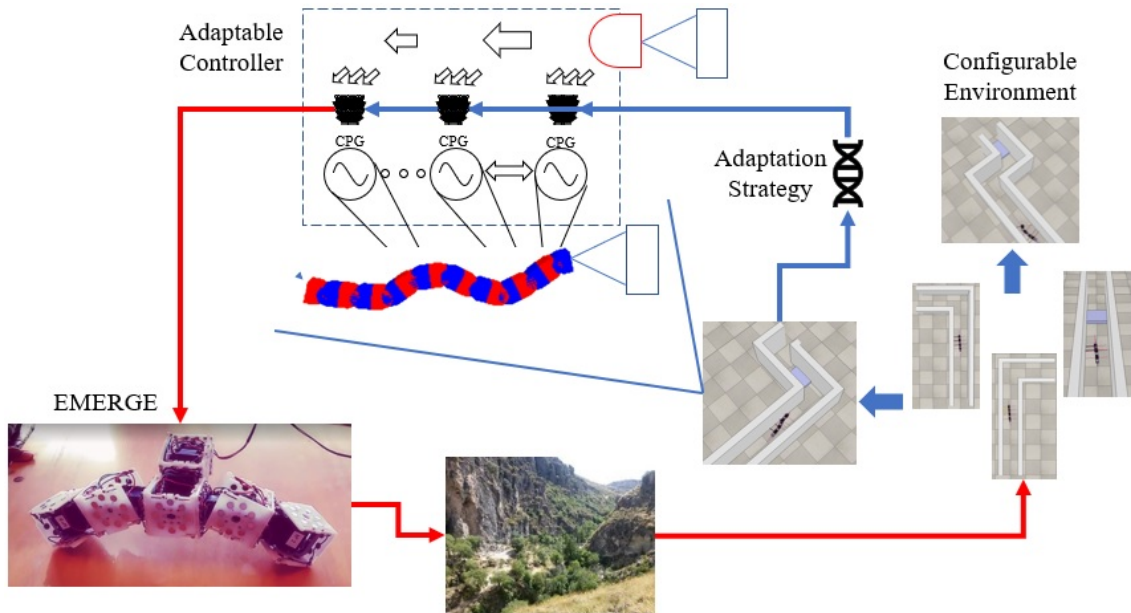 Adaptable
Controller
CPG
CPG
CPG
Configurable
Environment
Adaptation
Strategy
EMERGE